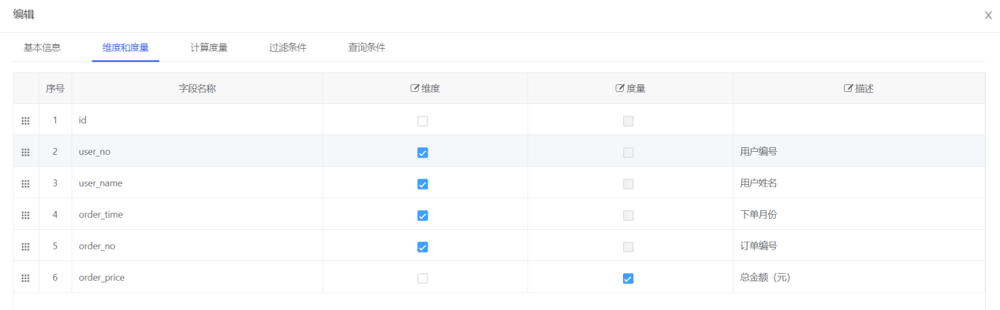 编辑
基本信息 维度和度量 计算度量 过滤条件 查询条件
序号 字段名称 维度 度量 描述
1 id
2 user_no 用户编号
3 user_name 用户姓名
4 order_time 下单月份
5 order_no 订单编号
6 order_price 总金额（元）